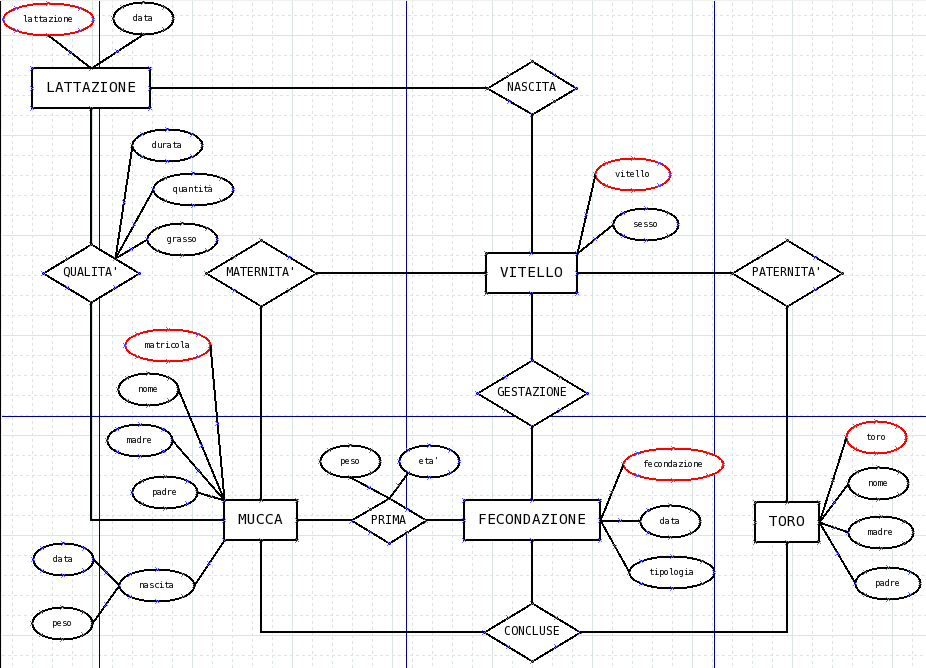 lattazione
data
LATTAZIONE
NASCITA
durata
quantità
grasso
vitello
sesso
QUALITA'
MATERNITA'
VITELLO
PATERNITA'
matricola
nome
madre
padre
GESTAZIONE
peso
eta'
fecondazione
data
tipologia
toro
nome
madre
padre
MUCCA
PRIMA
FECONDAZIONE
TORO
data
nascita
peso
CONCLUSE